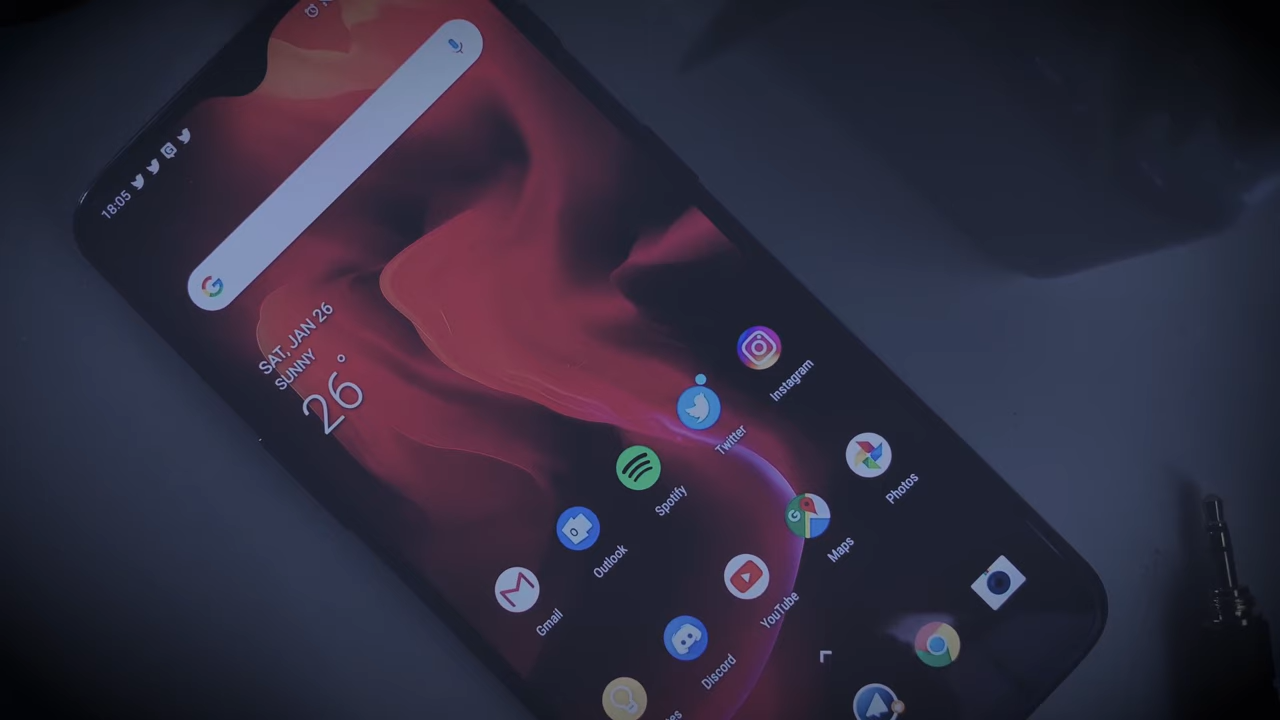 18:05
G
SAT, JAN 26
SUNNY
26°
Instagram
Twitter
Spotify
Outlook
Gmail
Photos
Maps
YouTube
Discord